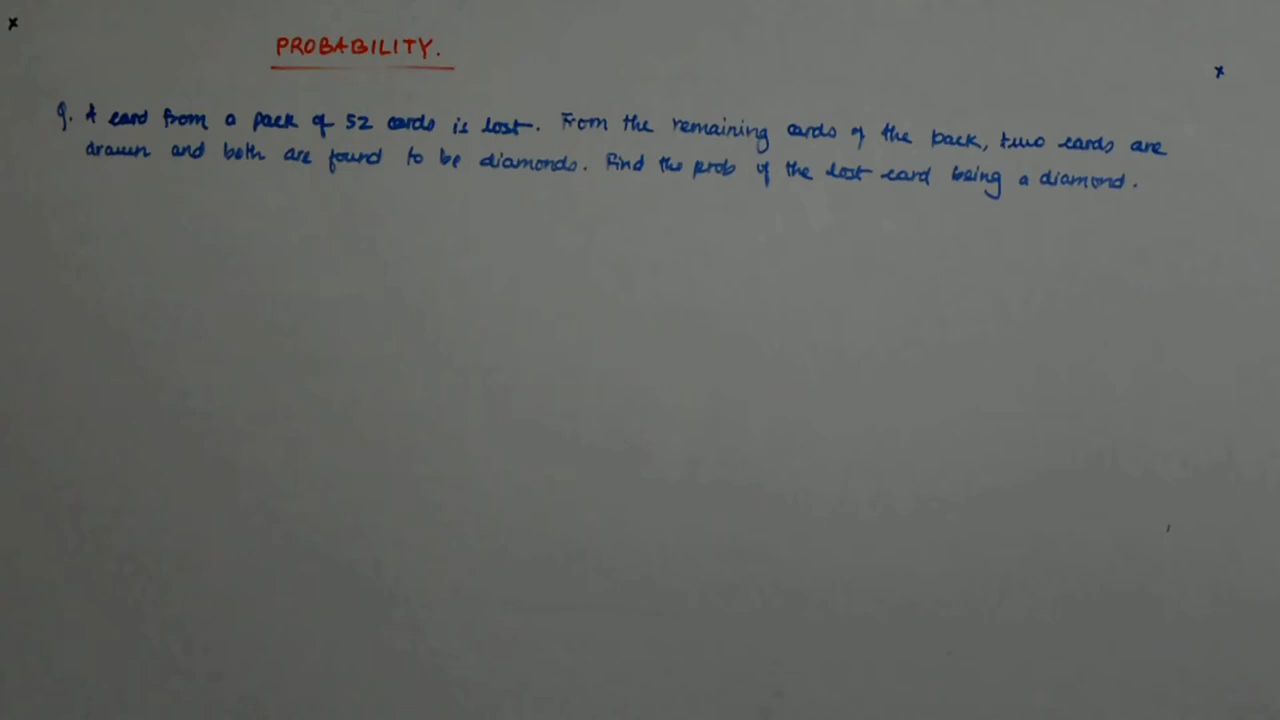 PROBABILITY.
Q. A card from a pack of 52 cards is lost. From the remaining cards of the pack, two cards are
drawn and both are found to be diamonds. Find the prob of the lost card being a diamond.